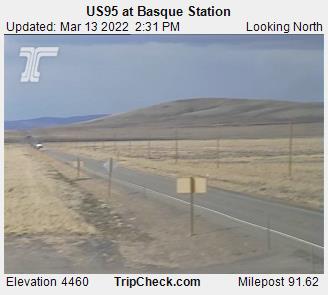 US95 at Basque Station
Updated: Mar 13 2022 2:31 PM Looking North
Elevation 4460 TripCheck.com Milepost 91.62